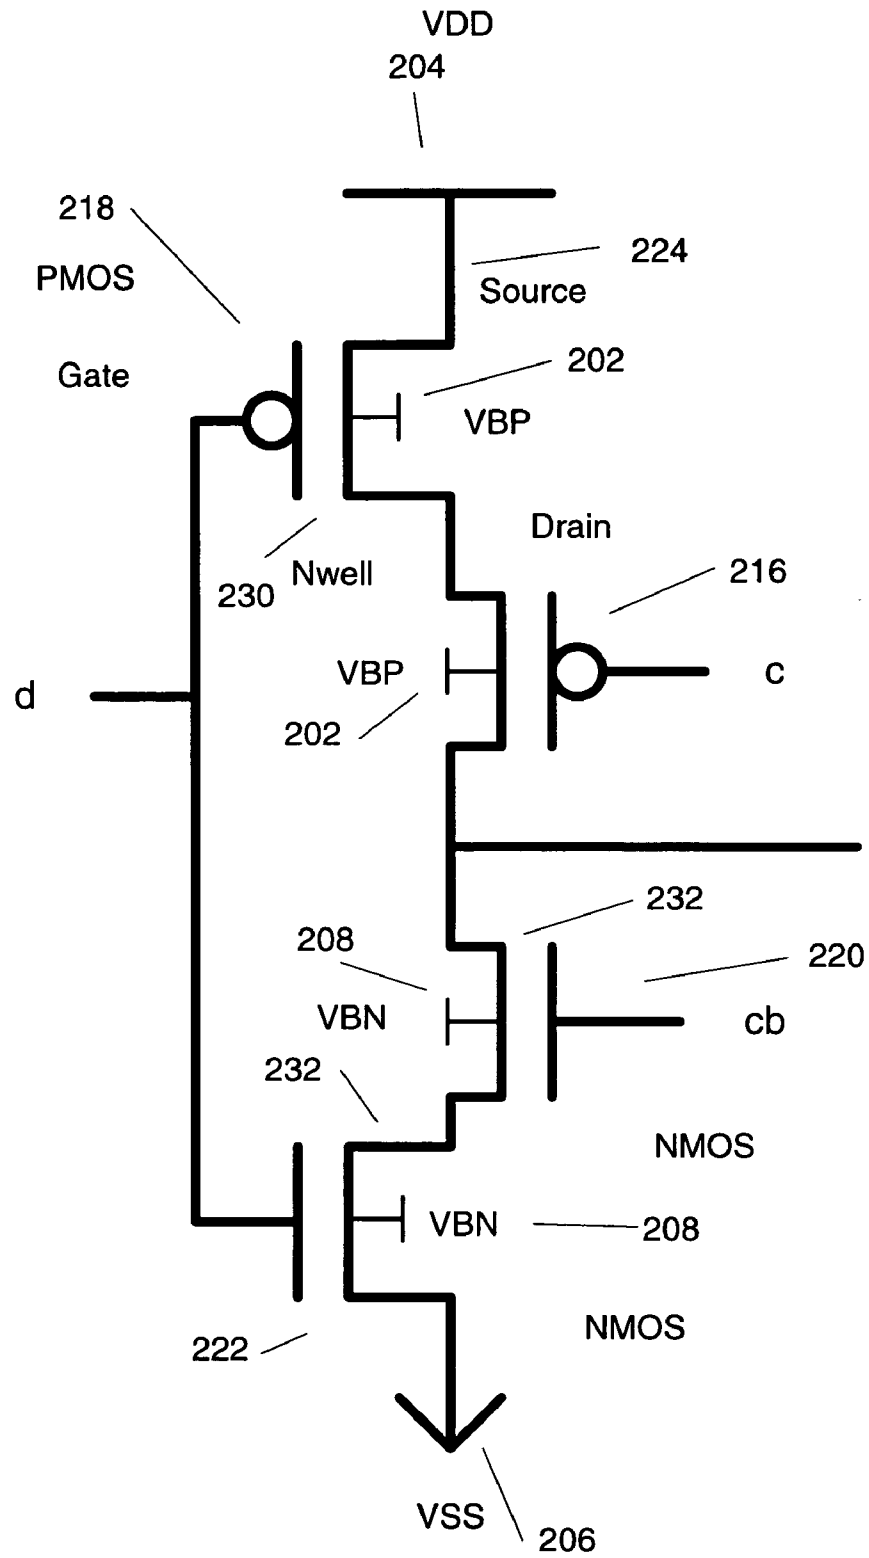 VDD
204
218
PMOS
224
Source
Gate
202
VBP
Drain
230
Nwell
216
VBP
c
d
202
232
208
220
VBN
cb
232
NMOS
VBN
208
222
NMOS
VSS
206